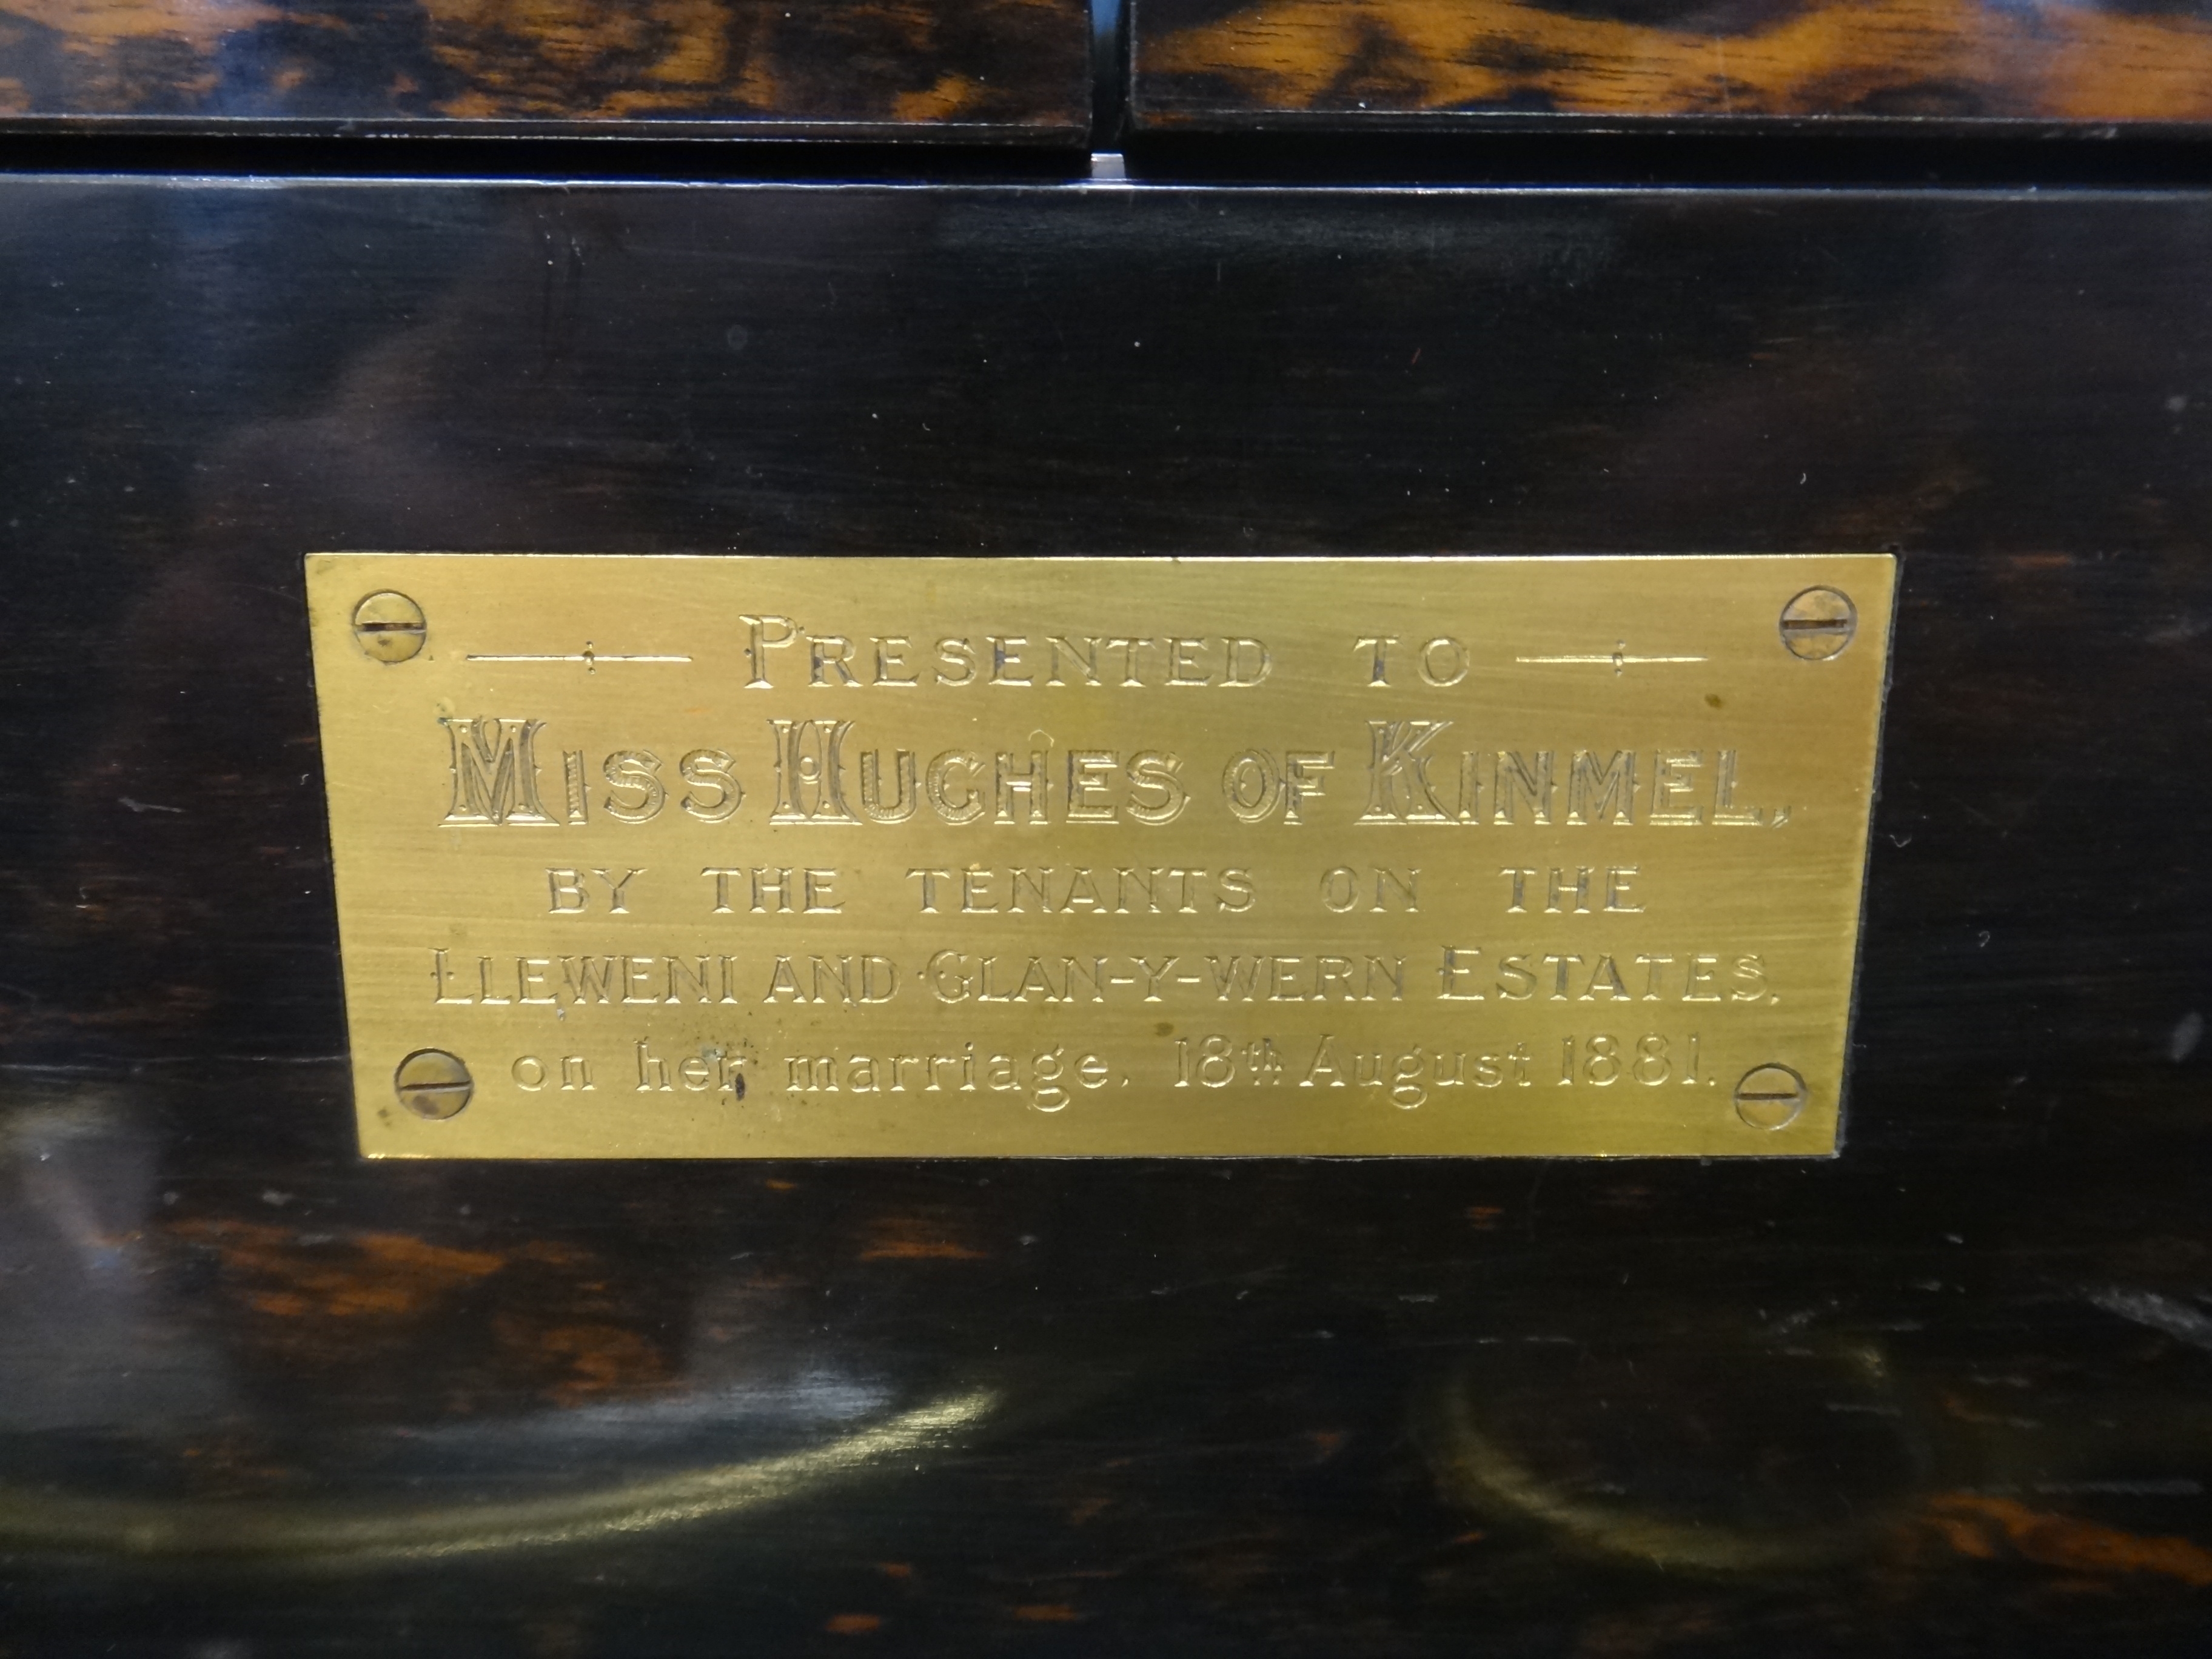 PRESENTED TO
MISS HUGHES OF KINMEL,
BY THE TENANTS ON THE
LLEWENI AND GLAN-Y-WERN ESTATES.
on her marriage. 18th August 1881.